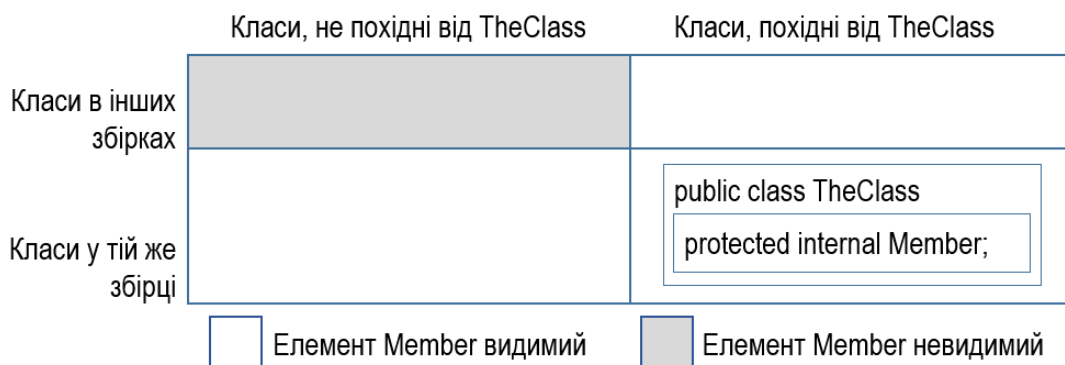 Класи, не похідні від TheClass
Класи, похідні від TheClass
Класи в інших
збірках
public class TheClass
protected internal Member;
Класи у тій же
збірці
Елемент Member видимий
Елемент Member невидимий